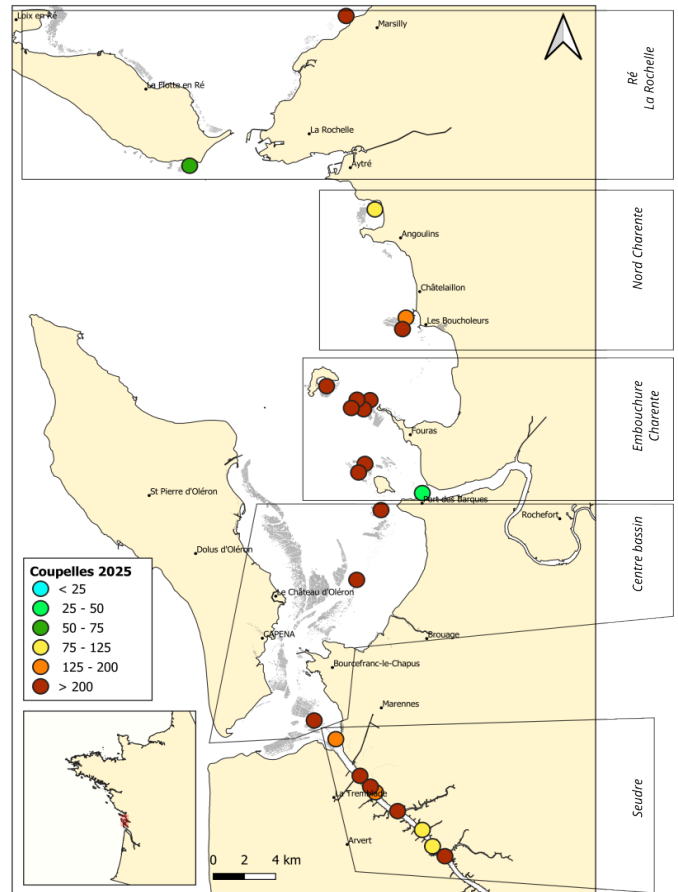 Loix en Ré
Marsilly
La Flotte en Ré
La Rochelle
Aytré
Ré
La Rochelle
Angoulins
Châtelaillon
Les Boucholeurs
Nord Charente
Fouras
Port des Barques
Rochefort
Embouchure
Charente
St Pierre d'Oléron
Dolus d'Oléron
Le Château d'Oléron
CAPENA
Brouage
Bourcefranc-le-Chapus
Centre bassin
Marennes
La Tremblade
Arvert
Seudre
Coupelles 2025
< 25
25 - 50
50 - 75
75 - 125
125 - 200
> 200
0 2 4 km